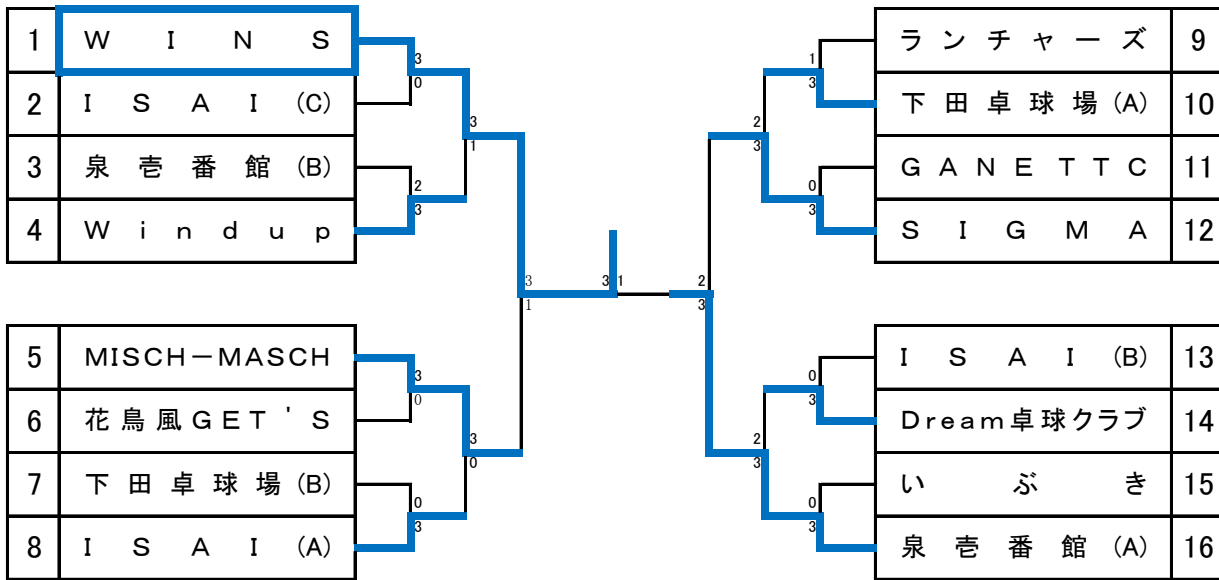 1 W I N S
3
0
2 I S A I (C)
3
1
3 泉 壱 番 館 (B)
2
3
4 W i n d u p
3
1
5 MISCH－MASCH
3
0
6 花 鳥 風 G E T ' S
3
0
7 下 田 卓 球 場 (B)
0
3
8 I S A I (A)
3 1
ラ ン チ ャ ー ズ 9
1
3
下 田 卓 球 場 (A) 10
2
3
G A N E T T C 11
0
3
S I G M A 12
2
3
I S A I (B) 13
0
3
Dream卓球クラブ 14
2
3
い ぶ き 15
0
3
泉 壱 番 館 (A) 16